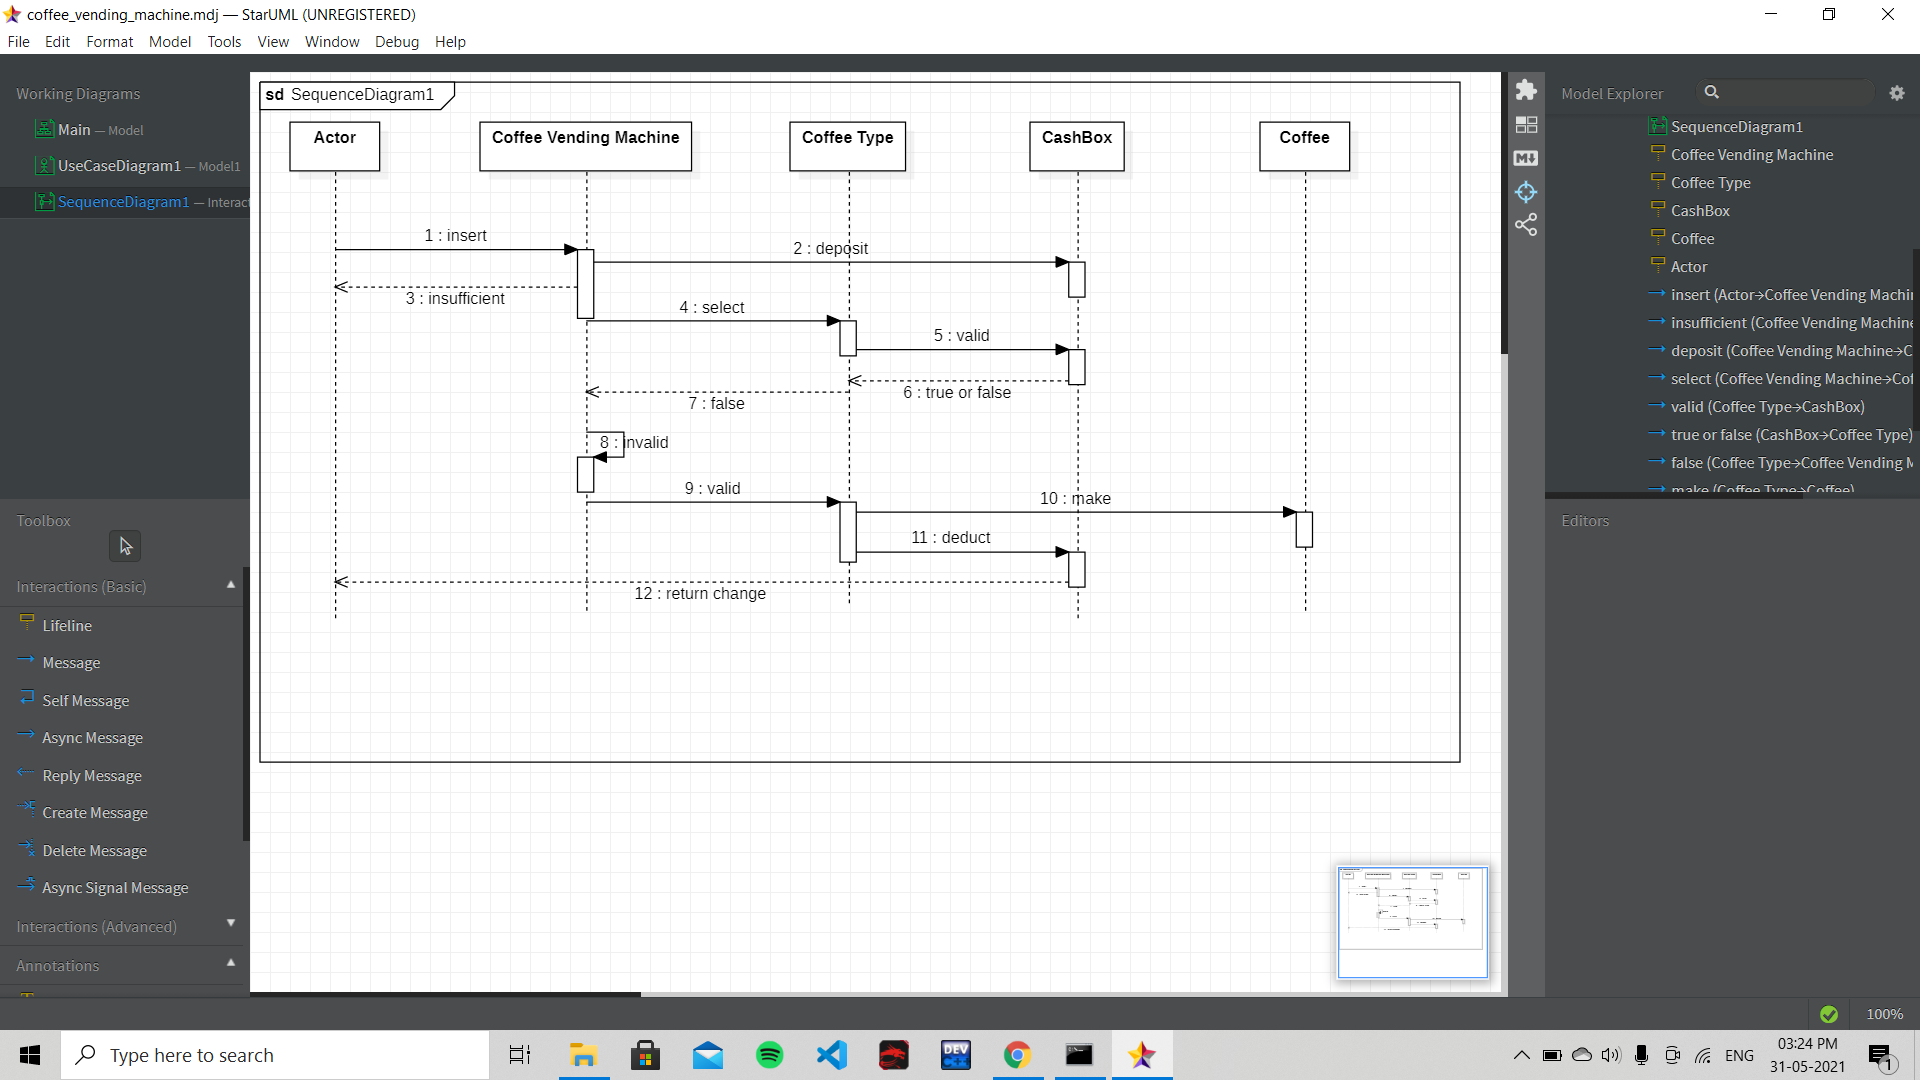 coffee_vending_machine.mdj — StarUML (UNREGISTERED)
File Edit Format Model Tools View Window Debug Help
Working Diagrams
Main — Model
UseCaseDiagram1 — Model1
SequenceDiagram1 — Interac
Toolbox
Interactions (Basic)
Lifeline
Message
Self Message
Async Message
Reply Message
Create Message
Delete Message
Async Signal Message
Interactions (Advanced)
Annotations
sd SequenceDiagram1
Actor
Coffee Vending Machine
Coffee Type
CashBox
Coffee
1 : insert
2 : deposit
3 : insufficient
4 : select
5 : valid
6 : true or false
7 : false
8 : invalid
9 : valid
10 : make
11 : deduct
12 : return change
Model Explorer
SequenceDiagram1
Coffee Vending Machine
Coffee Type
CashBox
Coffee
Actor
insert (Actor→Coffee Vending Machin
insufficient (Coffee Vending Machine
deposit (Coffee Vending Machine→C
select (Coffee Vending Machine→Cof
valid (Coffee Type→CashBox)
true or false (CashBox→Coffee Type)
false (Coffee Type→Coffee Vending M
make (Coffee Type→Coffee)
Editors
100%
Type here to search
DEV
ENG
03:24 PM
31-05-2021
1